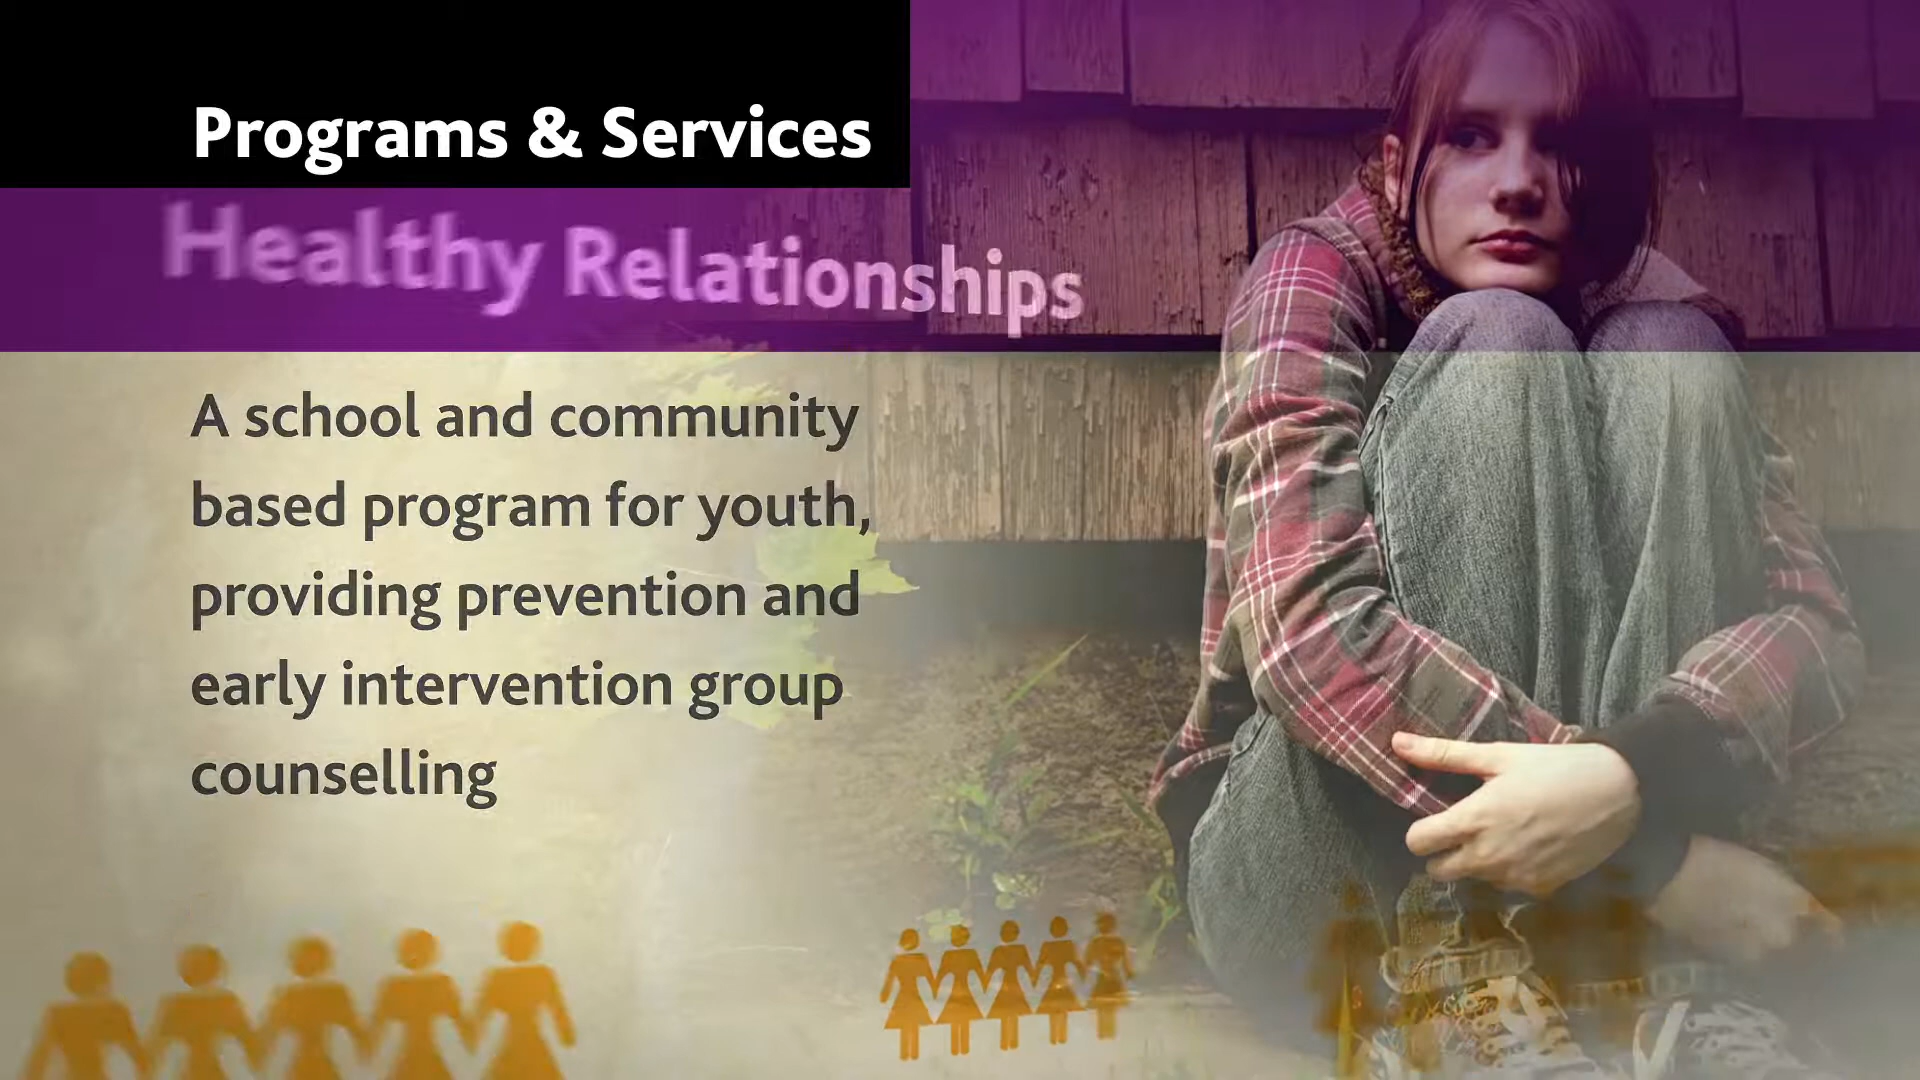 Programs & Services
Healthy Relationships
A school and community
based program for youth,
providing prevention and
early intervention group
counselling